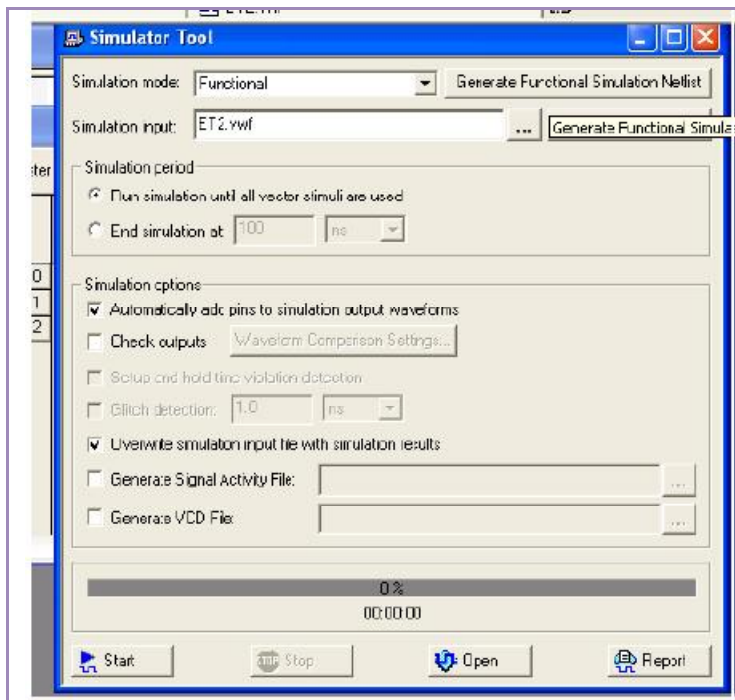 Simulator Tool
Simulation mode: Functional Generate Functional Simulation Netlist
Simulation input: ET2.vwf ... Generate Functional Simula
Simulation period
Run simulation until all vector stimuli are used
End simulation at 100 ns
0
1
2
Simulation options
Automatically add pins to simulation output waveforms
Check outputs Waveform Comparison Settings...
Setup and hold time violation detection
Glitch detection: 1.0 ns
Overwrite simulation input file with simulation results
Generate Signal Activity File: ...
Generate VCD File: ...
0 %
00:00:00
Start Stop Open Report